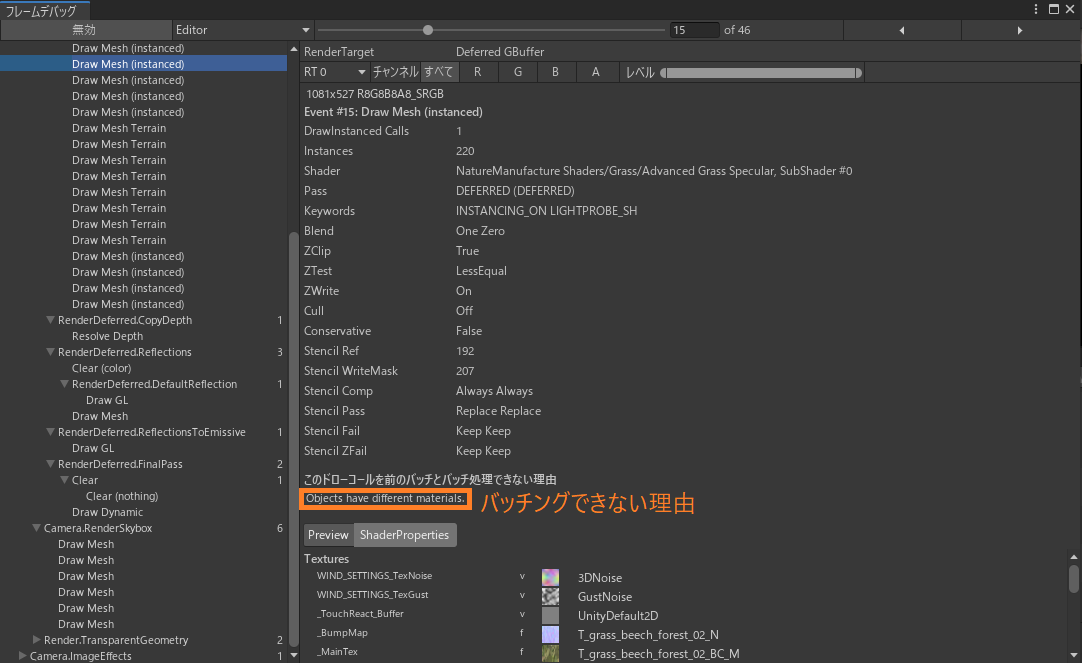 フレームデバッグ
無効 Editor 15 of 46
Draw Mesh (instanced)
Draw Mesh (instanced)
Draw Mesh (instanced)
Draw Mesh (instanced)
Draw Mesh (instanced)
Draw Mesh Terrain
Draw Mesh Terrain
Draw Mesh Terrain
Draw Mesh Terrain
Draw Mesh Terrain
Draw Mesh Terrain
Draw Mesh Terrain
Draw Mesh Terrain
Draw Mesh (instanced)
Draw Mesh (instanced)
Draw Mesh (instanced)
Draw Mesh (instanced)
RenderDeferred.CopyDepth 1
Resolve Depth
RenderDeferred.Reflections 3
Clear (color)
RenderDeferred.DefaultReflection 1
Draw GL
Draw Mesh
RenderDeferred.ReflectionsToEmissive 1
Draw GL
RenderDeferred.FinalPass 2
Clear 1
Clear (nothing)
Draw Dynamic
Camera.RenderSkybox 6
Draw Mesh
Draw Mesh
Draw Mesh
Draw Mesh
Draw Mesh
Draw Mesh
Render.TransparentGeometry 2
Camera.ImageEffects 1
RenderTarget Deferred GBuffer
RT 0 チャンネル すべて R G B A レベル
1081x527 R8G8B8A8_SRGB
Event #15: Draw Mesh (instanced)
DrawInstanced Calls 1
Instances 220
Shader NatureManufacture Shaders/Grass/Advanced Grass Specular, SubShader #0
Pass DEFERRED (DEFERRED)
Keywords INSTANCING_ON LIGHTPROBE_SH
Blend One Zero
ZClip True
ZTest LessEqual
ZWrite On
Cull Off
Conservative False
Stencil Ref 192
Stencil WriteMask 207
Stencil Comp Always Always
Stencil Pass Replace Replace
Stencil Fail Keep Keep
Stencil ZFail Keep Keep
このドローコールを前のバッチとバッチ処理できない理由
Objects have different materials. バッチングできない理由
Preview ShaderProperties
Textures
WIND_SETTINGS_TexNoise v 3DNoise
WIND_SETTINGS_TexGust v GustNoise
_TouchReact_Buffer v UnityDefault2D
_BumpMap f T_grass_beech_forest_02_N
_MainTex f T_grass_beech_forest_02_BC_M